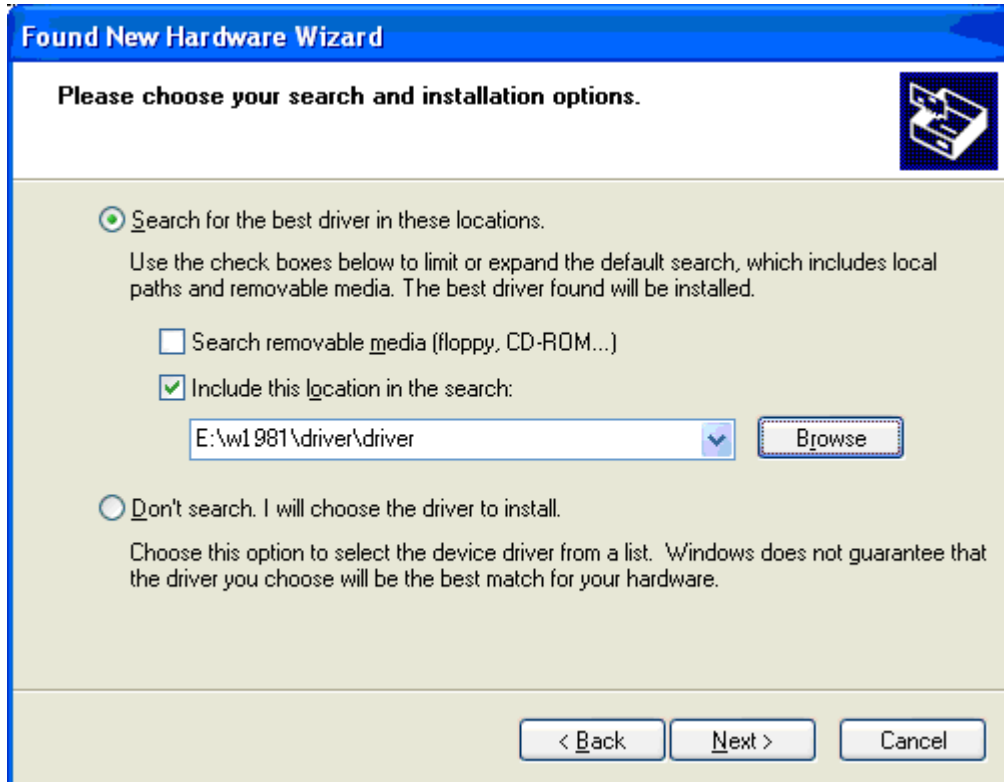 Found New Hardware Wizard
Please choose your search and installation options.
Search for the best driver in these locations.
Use the check boxes below to limit or expand the default search, which includes local
paths and removable media. The best driver found will be installed.
Search removable media (floppy, CD-ROM...)
Include this location in the search:
E:\w1981\driver\driver
Browse
Don't search. I will choose the driver to install.
Choose this option to select the device driver from a list.  Windows does not guarantee that
the driver you choose will be the best match for your hardware.
< Back
Next >
Cancel